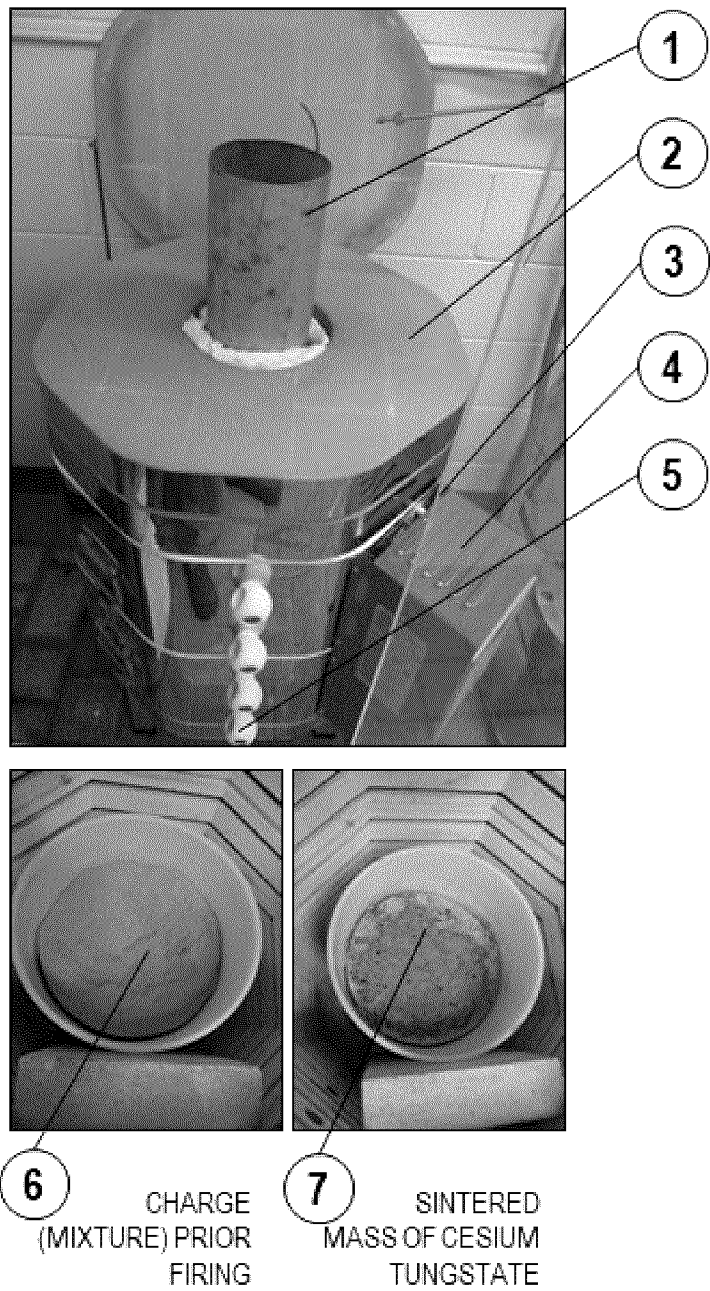 1
2
3
4
5
6
CHARGE
(MIXTURE) PRIOR
FIRING
7
SINTERED
MASS OF CESIUM
TUNGSTATE